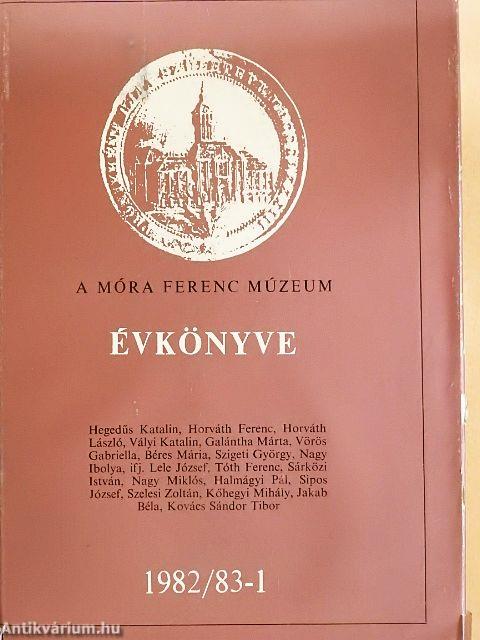 A MÓRA FERENC MÚZEUM
ÉVKÖNYVE
Hegedűs Katalin, Horváth Ferenc, Horváth
László, Vályi Katalin, Galántha Márta, Vörös
Gabriella, Béres Mária, Szigeti György, Nagy
Ibolya, ifj. Lele József, Tóth Ferenc, Sárközi
István, Nagy Miklós, Halmágyi Pál, Sipos
József, Szelesi Zoltán, Kőhegyi Mihály, Jakab
Béla, Kovács Sándor Tibor
1982/83-1
Antikvárium.hu